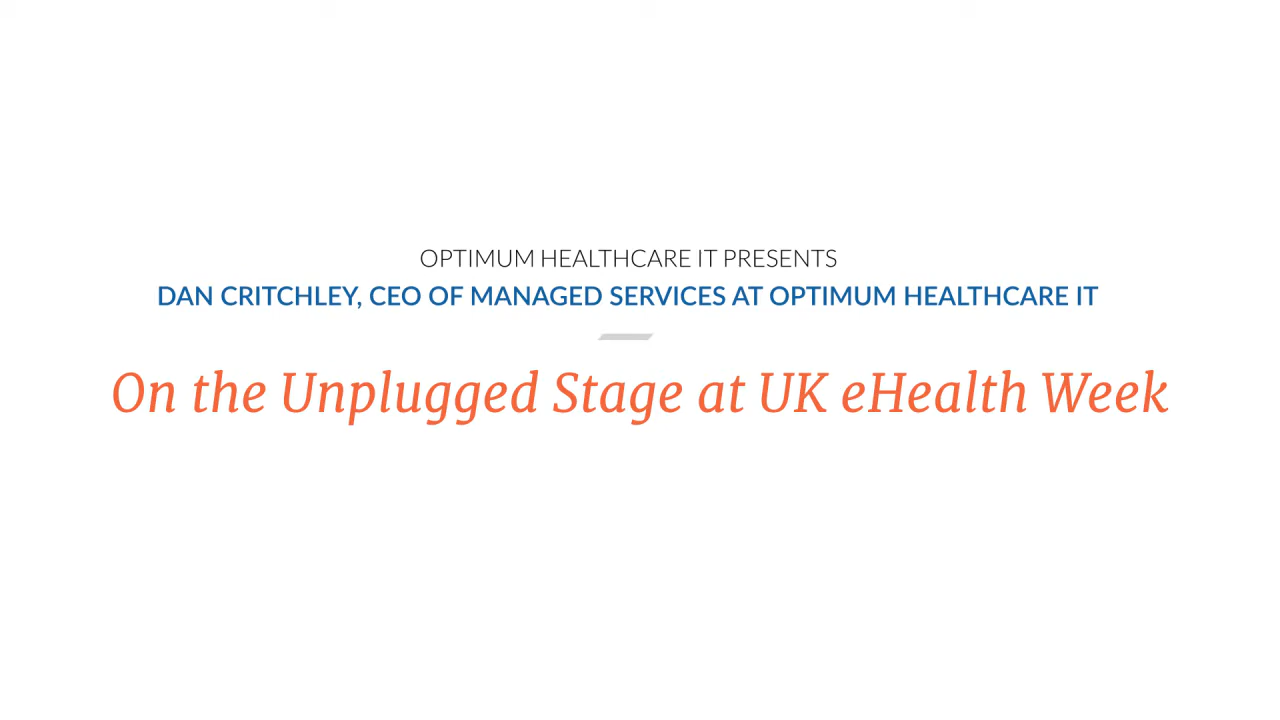 OPTIMUM HEALTHCARE IT PRESENTS
DAN CRITCHLEY, CEO OF MANAGED SERVICES AT OPTIMUM HEALTHCARE IT
On the Unplugged Stage at UK eHealth Week